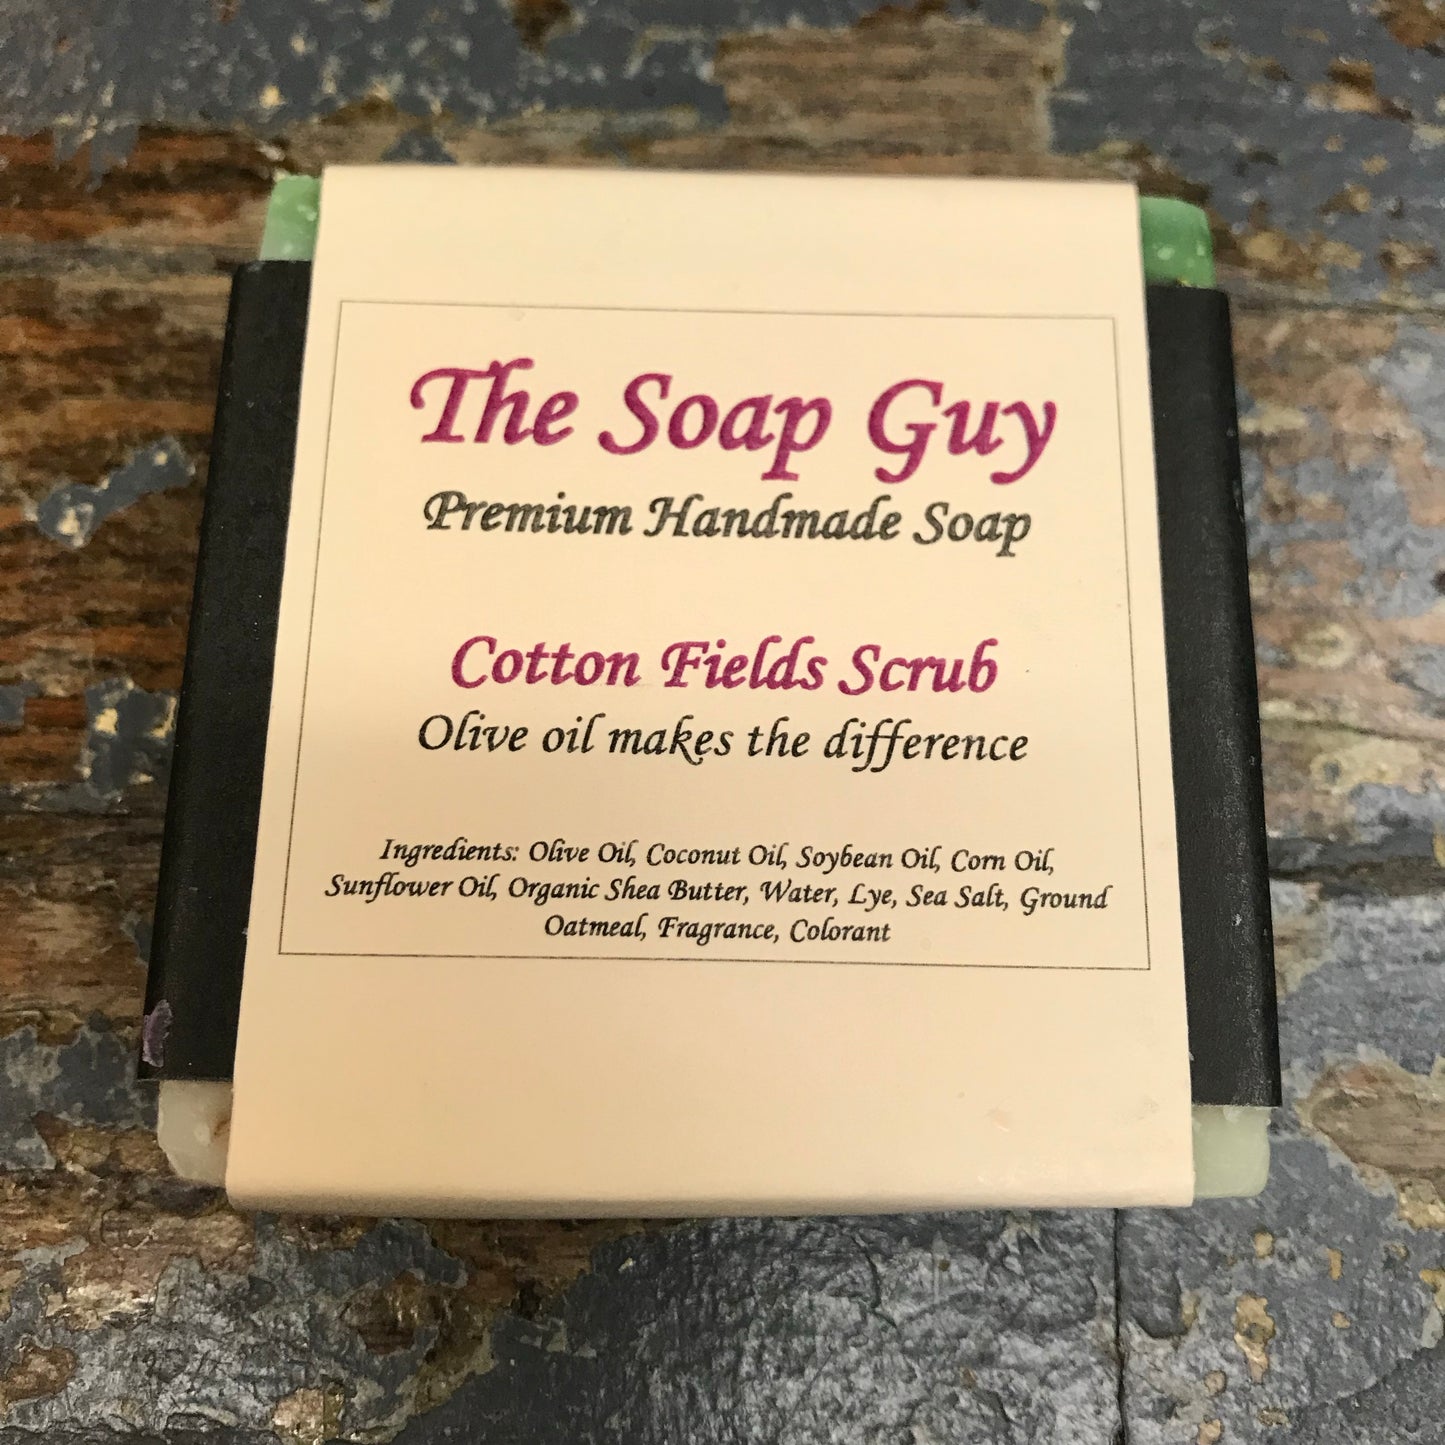 The Soap Guy
Premium Handmade Soap
Cotton Fields Scrub
Olive oil makes the difference
Ingredients: Olive Oil, Coconut Oil, Soybean Oil, Corn Oil,
Sunflower Oil, Organic Shea Butter, Water, Lye, Sea Salt, Ground
Oatmeal, Fragrance, Colorant